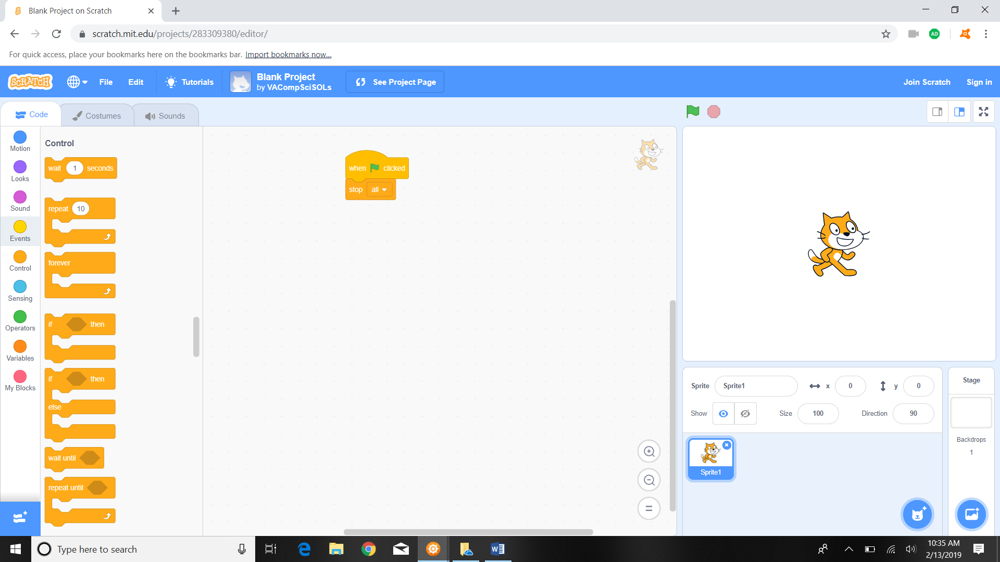 Blank Project on Scratch
scratch.mit.edu/projects/283309380/editor/
For quick access, place your bookmarks here on the bookmarks bar. Import bookmarks now...
SCRATCH File Edit Tutorials Blank Project
by VACompSciSOLs
See Project Page Join Scratch Sign in
Code Costumes Sounds
Motion
Looks
Sound
Events
Control
Sensing
Operators
Variables
My Blocks
Control
wait 1 seconds
repeat 10
forever
if then
if then
else
wait until
repeat until
when clicked
stop all
Sprite Sprite1 x 0 y 0
Show Size 100 Direction 90
Sprite1
Stage
Backdrops
1
Type here to search
10:35 AM
2/13/2019